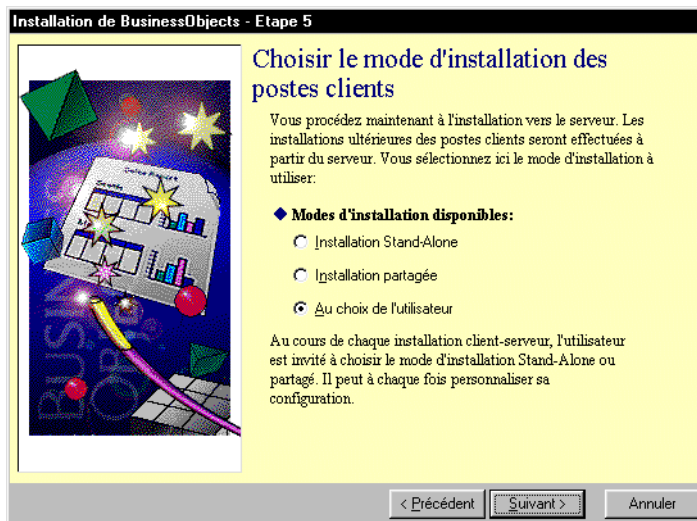 Installation de BusinessObjects - Etape 5
Choisir le mode d'installation des
postes clients
Vous procédez maintenant à l'installation vers le serveur. Les
installations ultérieures des postes clients seront effectuées à
partir du serveur. Vous sélectionnez ici le mode d'installation à
utiliser:
Modes d'installation disponibles:
Installation Stand-Alone
Installation partagée
Au choix de l'utilisateur
Au cours de chaque installation client-serveur, l'utilisateur
est invité à choisir le mode d'installation Stand-Alone ou
partagé. Il peut à chaque fois personnaliser sa
configuration.
BUSIN
OBJE
< Précédent
Suivant >
Annuler